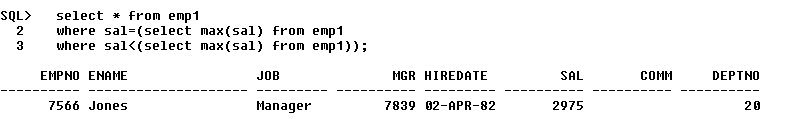 SQL>   select * from emp1
  2    where sal=(select max(sal) from emp1
  3    where sal<(select max(sal) from emp1));
     EMPNO ENAME                JOB              MGR HIREDATE         SAL       COMM     DEPTNO
---------- -------------------- ---------- ---------- --------- ---------- ---------- ----------
      7566 Jones                Manager         7839 02-APR-82       2975                    20